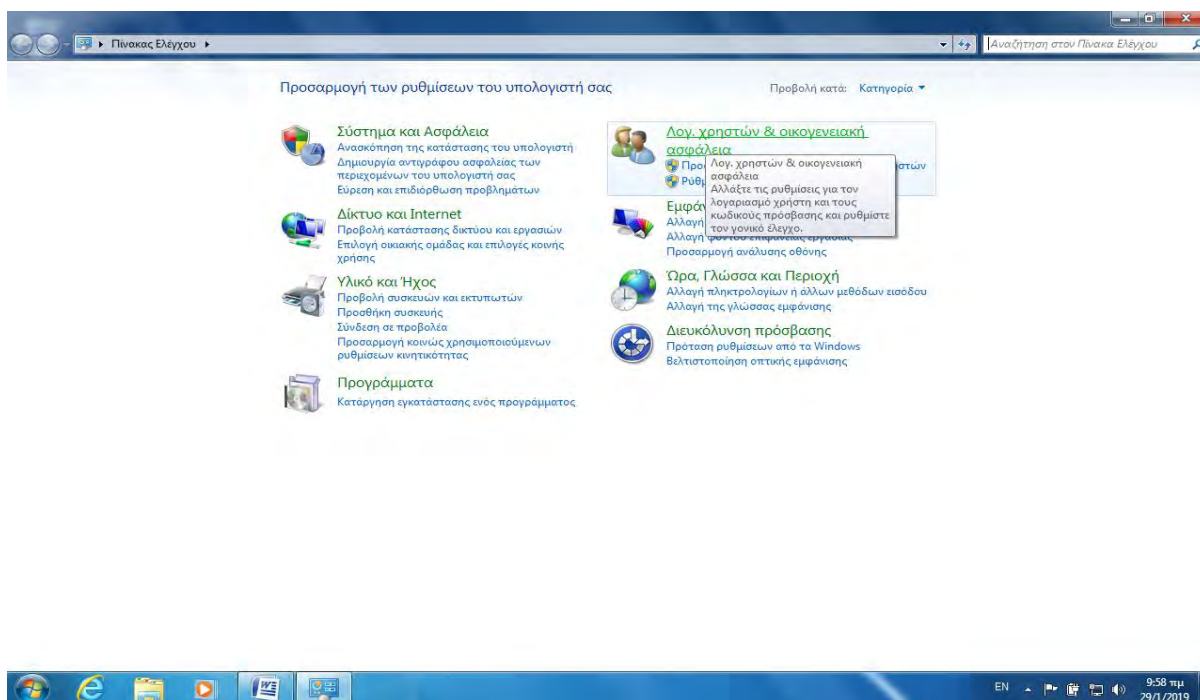 Πίνακας Ελέγχου
Αναζήτηση στον Πίνακα Ελέγχου
Προσαρμογή των ρυθμίσεων του υπολογιστή σας
Προβολή κατά: Κατηγορία
Σύστημα και Ασφάλεια
Ανασκόπηση της κατάστασης του υπολογιστή
Δημιουργία αντιγράφου ασφαλείας των
περιεχομένων του υπολογιστή σας
Εύρεση και επιδιόρθωση προβλημάτων
Δίκτυο και Internet
Προβολή κατάστασης δικτύου και εργασιών
Επιλογή οικιακής ομάδας και επιλογές κοινής
χρήσης
Υλικό και Ήχος
Προβολή συσκευών και εκτυπωτών
Προσθήκη συσκευής
Σύνδεση σε προβολέα
Προσαρμογή κοινώς χρησιμοποιούμενων
ρυθμίσεων κινητικότητας
Προγράμματα
Κατάργηση εγκατάστασης ενός προγράμματος
Λογ. χρηστών & οικογενειακή
ασφάλεια
Λογ. χρηστών & οικογενειακή
ασφάλεια
Αλλάξτε τις ρυθμίσεις για τον
λογαριασμό χρήστη και τους
κωδικούς πρόσβασης και ρυθμίστε
τον γονικό έλεγχο.
Αλλαγή
Αλλαγή φόντου επιφάνειας εργασίας
Προσαρμογή ανάλυσης οθόνης
Ώρα, Γλώσσα και Περιοχή
Αλλαγή πληκτρολογίων ή άλλων μεθόδων εισόδου
Αλλαγή της γλώσσας εμφάνισης
Διευκόλυνση πρόσβασης
Πρόταση ρυθμίσεων από τα Windows
Βελτιστοποίηση οπτικής εμφάνισης
EN
9:58 πμ
29/1/2019